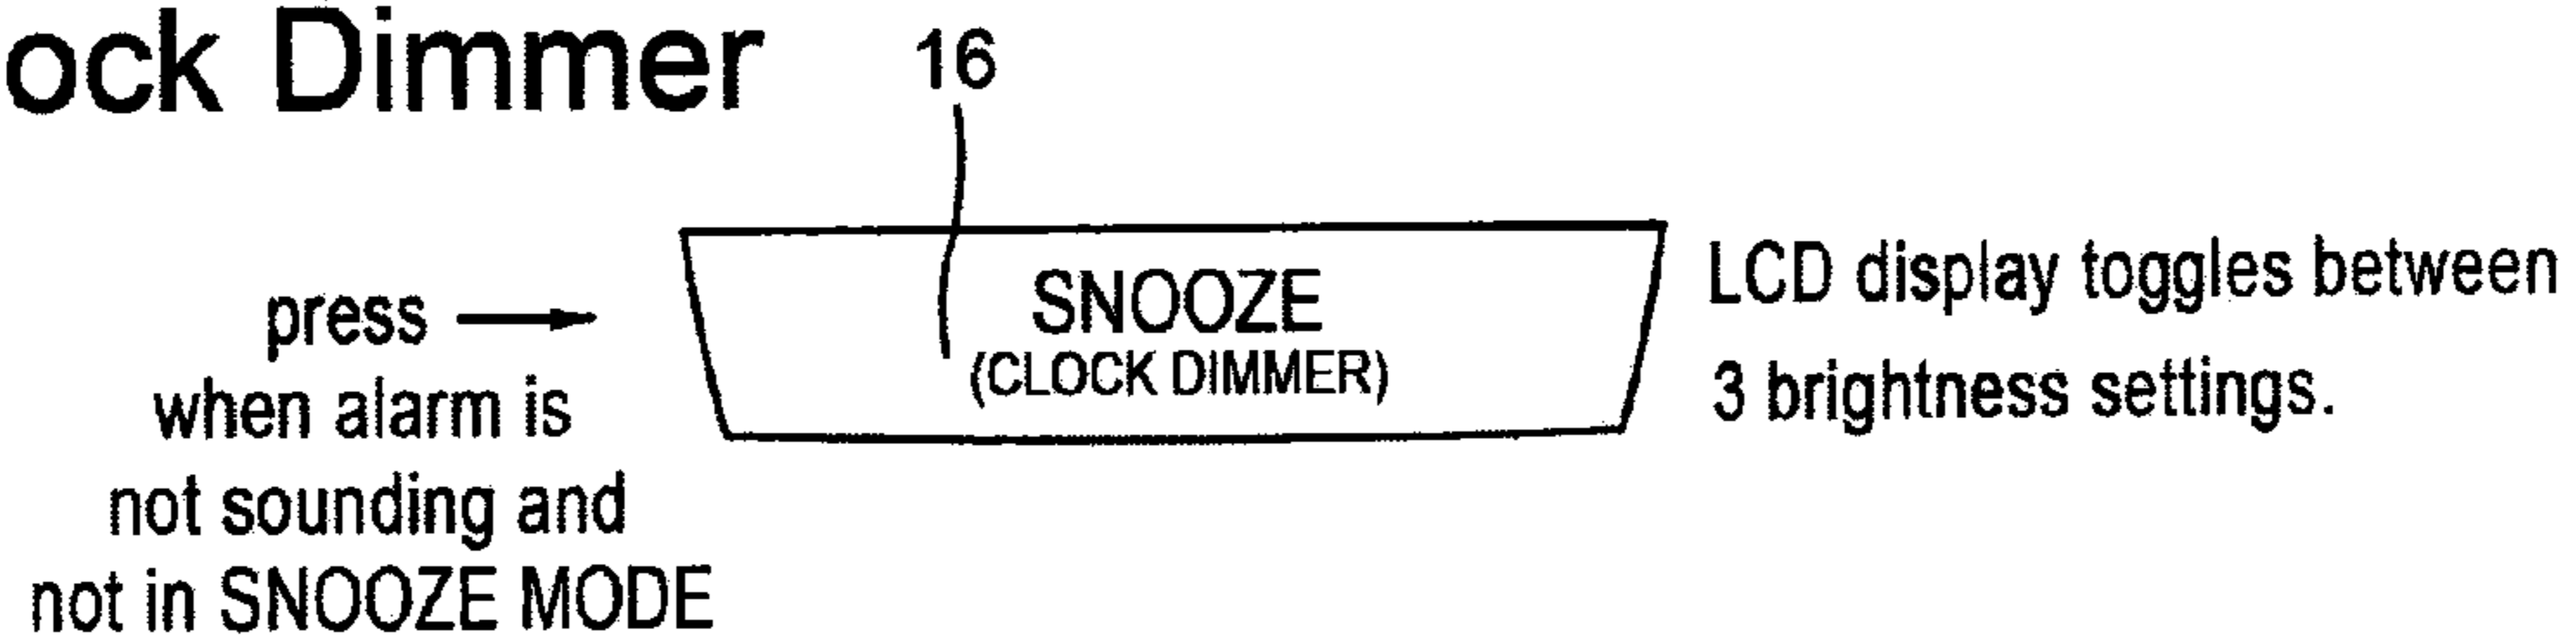 ock Dimmer
16
press
when alarm is
not sounding and
not in SNOOZE MODE
SNOOZE
(CLOCK DIMMER)
LCD display toggles between
3 brightness settings.